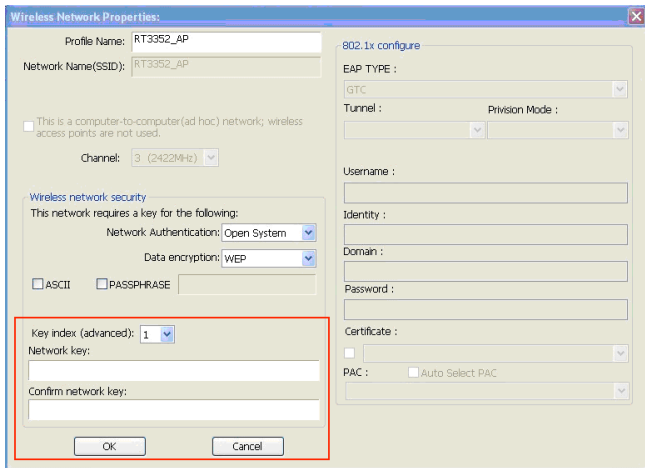 Wireless Network Properties:
Profile Name: RT3352_AP
Network Name(SSID): RT3352_AP
This is a computer-to-computer(ad hoc) network; wireless
access points are not used.
Channel: 3 (2422MHz)
Wireless network security
This network requires a key for the following:
Network Authentication: Open System
Data encryption: WEP
ASCII PASSPHRASE
Key index (advanced): 1
Network key:
Confirm network key:
OK Cancel
802.1x configure
EAP TYPE :
GTC
Tunnel : Privision Mode :
Username :
Identity :
Domain :
Password :
Certificate :
PAC : Auto Select PAC